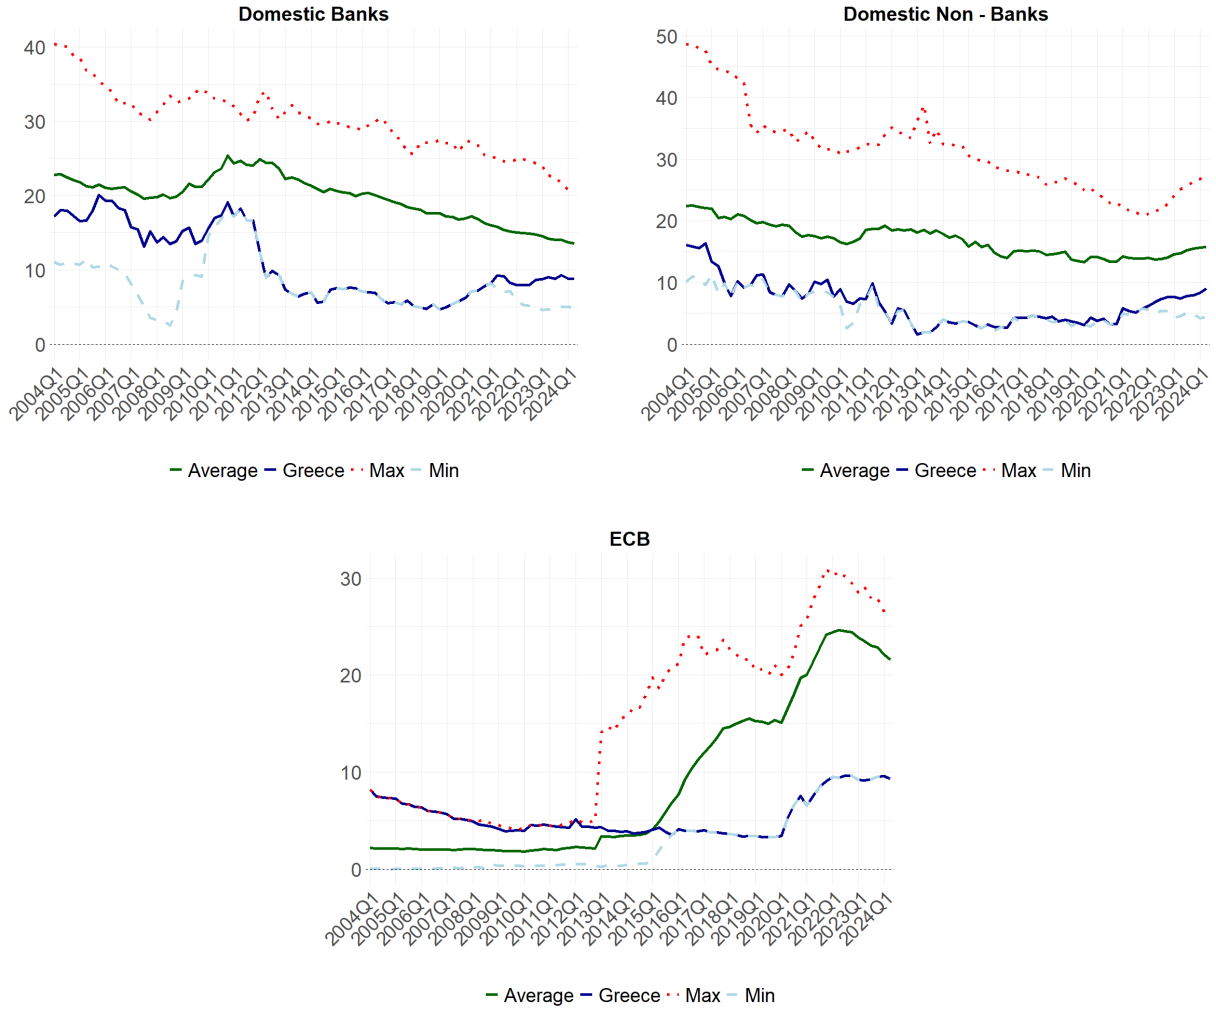 Domestic Banks
40
30
20
10
0
2004Q1 2005Q1 2006Q1 2007Q1 2008Q1 2009Q1 2010Q1 2011Q1 2012Q1 2013Q1 2014Q1 2015Q1 2016Q1 2017Q1 2018Q1 2019Q1 2020Q1 2021Q1 2022Q1 2023Q1 2024Q1
Average Greece Max Min
Domestic Non - Banks
50
40
30
20
10
0
2004Q1 2005Q1 2006Q1 2007Q1 2008Q1 2009Q1 2010Q1 2011Q1 2012Q1 2013Q1 2014Q1 2015Q1 2016Q1 2017Q1 2018Q1 2019Q1 2020Q1 2021Q1 2022Q1 2023Q1 2024Q1
Average Greece Max Min
ECB
30
20
10
0
2004Q1 2005Q1 2006Q1 2007Q1 2008Q1 2009Q1 2010Q1 2011Q1 2012Q1 2013Q1 2014Q1 2015Q1 2016Q1 2017Q1 2018Q1 2019Q1 2020Q1 2021Q1 2022Q1 2023Q1 2024Q1
Average Greece Max Min